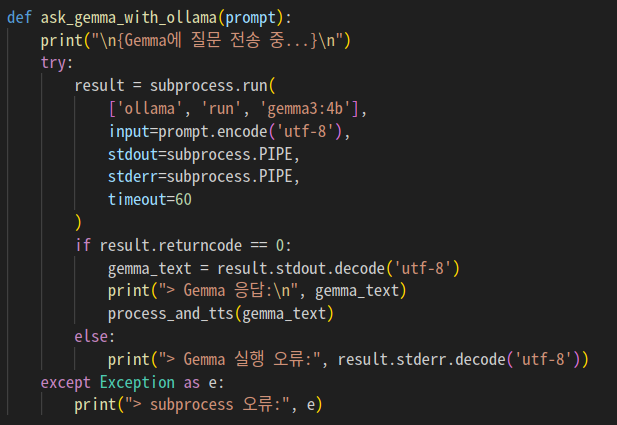 def ask_gemma_with_ollama(prompt):
    print("\n{Gemma에 질문 전송 중...}\n")
    try:
        result = subprocess.run(
            ['ollama', 'run', 'gemma3:4b'],
            input=prompt.encode('utf-8'),
            stdout=subprocess.PIPE,
            stderr=subprocess.PIPE,
            timeout=60
        )
        if result.returncode == 0:
            gemma_text = result.stdout.decode('utf-8')
            print("> Gemma 응답:\n", gemma_text)
            process_and_tts(gemma_text)
        else:
            print("> Gemma 실행 오류:", result.stderr.decode('utf-8'))
    except Exception as e:
        print("> subprocess 오류:", e)